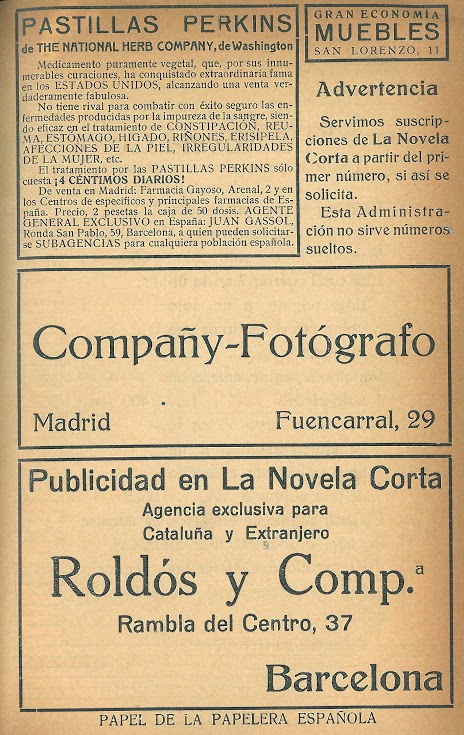 PASTILLAS PERKINS
de THE NATIONAL HERB COMPANY, de Washington
Medicamento puramente vegetal, que, por sus innu-
merables curaciones, ha conquistado extraordinaria fama
en los ESTADOS UNIDOS, alcanzando una venta ver-
daderamente fabulosa.
No tiene rival para combatir con éxito seguro las en-
fermedades producidas por la impureza de la sangre, sien-
do eficaz en el tratamiento de CONSTIPACIÓN, REU-
MA, ESTÓMAGO, HIGADO, RIÑONES, ERISIPELA,
AFECCIONES DE LA PIEL, IRREGULARIDADES
DE LA MUJER, etc.
El tratamiento por las PASTILLAS PERKINS sólo
cuesta ¡4 CÉNTIMOS DIARIOS!
De venta en Madrid: Farmacia Gayoso, Arenal, 2 y en
los Centros de específicos y principales farmacias de Es-
paña. Precio, 2 pesetas la caja de 50 dosis. AGENTE
GENERAL EXCLUSIVO en España: JUAN GASSOL,
Ronda San Pablo, 59, Barcelona, a quien pueden solicitar-
se SUBAGENCIAS para cualquiera población española.
GRAN ECONOMÍA
MUEBLES
SAN LORENZO, 11
Advertencia
Servimos suscrip-
ciones de La Novela
Corta a partir del pri-
mer número, si así se
solicita.
Esta Administra-
ción no sirve números
sueltos.
Compañy-Fotógrafo
Madrid Fuencarral, 29
Publicidad en La Novela Corta
Agencia exclusiva para
Cataluña y Extranjero
Roldós y Comp.ª
Rambla del Centro, 37
Barcelona
PAPEL DE LA PAPELERA ESPAÑOLA